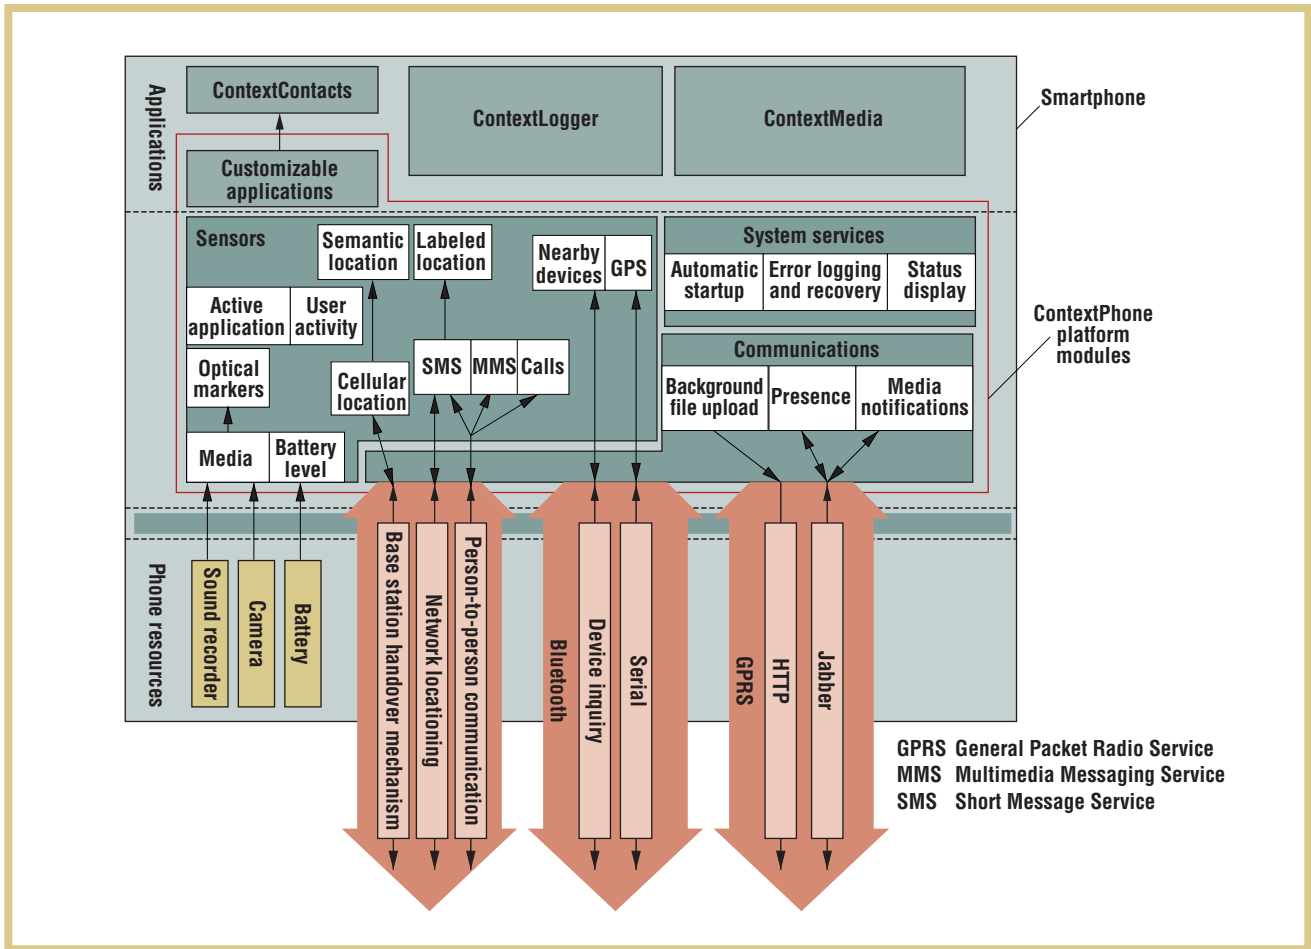 Applications
ContextContacts
ContextLogger
ContextMedia
Smartphone
Customizable
applications
Sensors
Semantic
location
Labeled
location
Nearby
devices
GPS
Active
application
User
activity
Optical
markers
Cellular
location
SMS
MMS
Calls
Media
Battery
level
System services
Automatic
startup
Error logging
and recovery
Status
display
Communications
Background
file upload
Presence
Media
notifications
ContextPhone
platform
modules
Phone resources
Sound recorder
Camera
Battery
Base station handover mechanism
Network locationing
Person-to-person communication
Bluetooth
Device inquiry
Serial
GPRS
HTTP
Jabber
GPRS General Packet Radio Service
MMS Multimedia Messaging Service
SMS Short Message Service